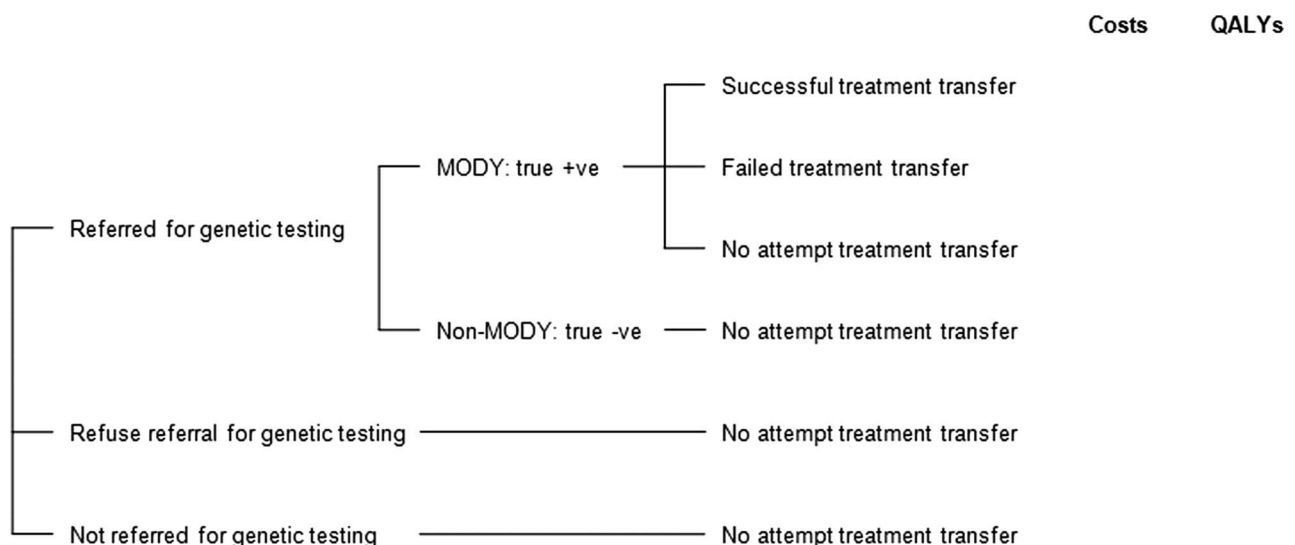 Costs QALYs
Successful treatment transfer
MODY: true +ve Failed treatment transfer
Referred for genetic testing
No attempt treatment transfer
Non-MODY: true -ve No attempt treatment transfer
Refuse referral for genetic testing No attempt treatment transfer
Not referred for genetic testing No attempt treatment transfer